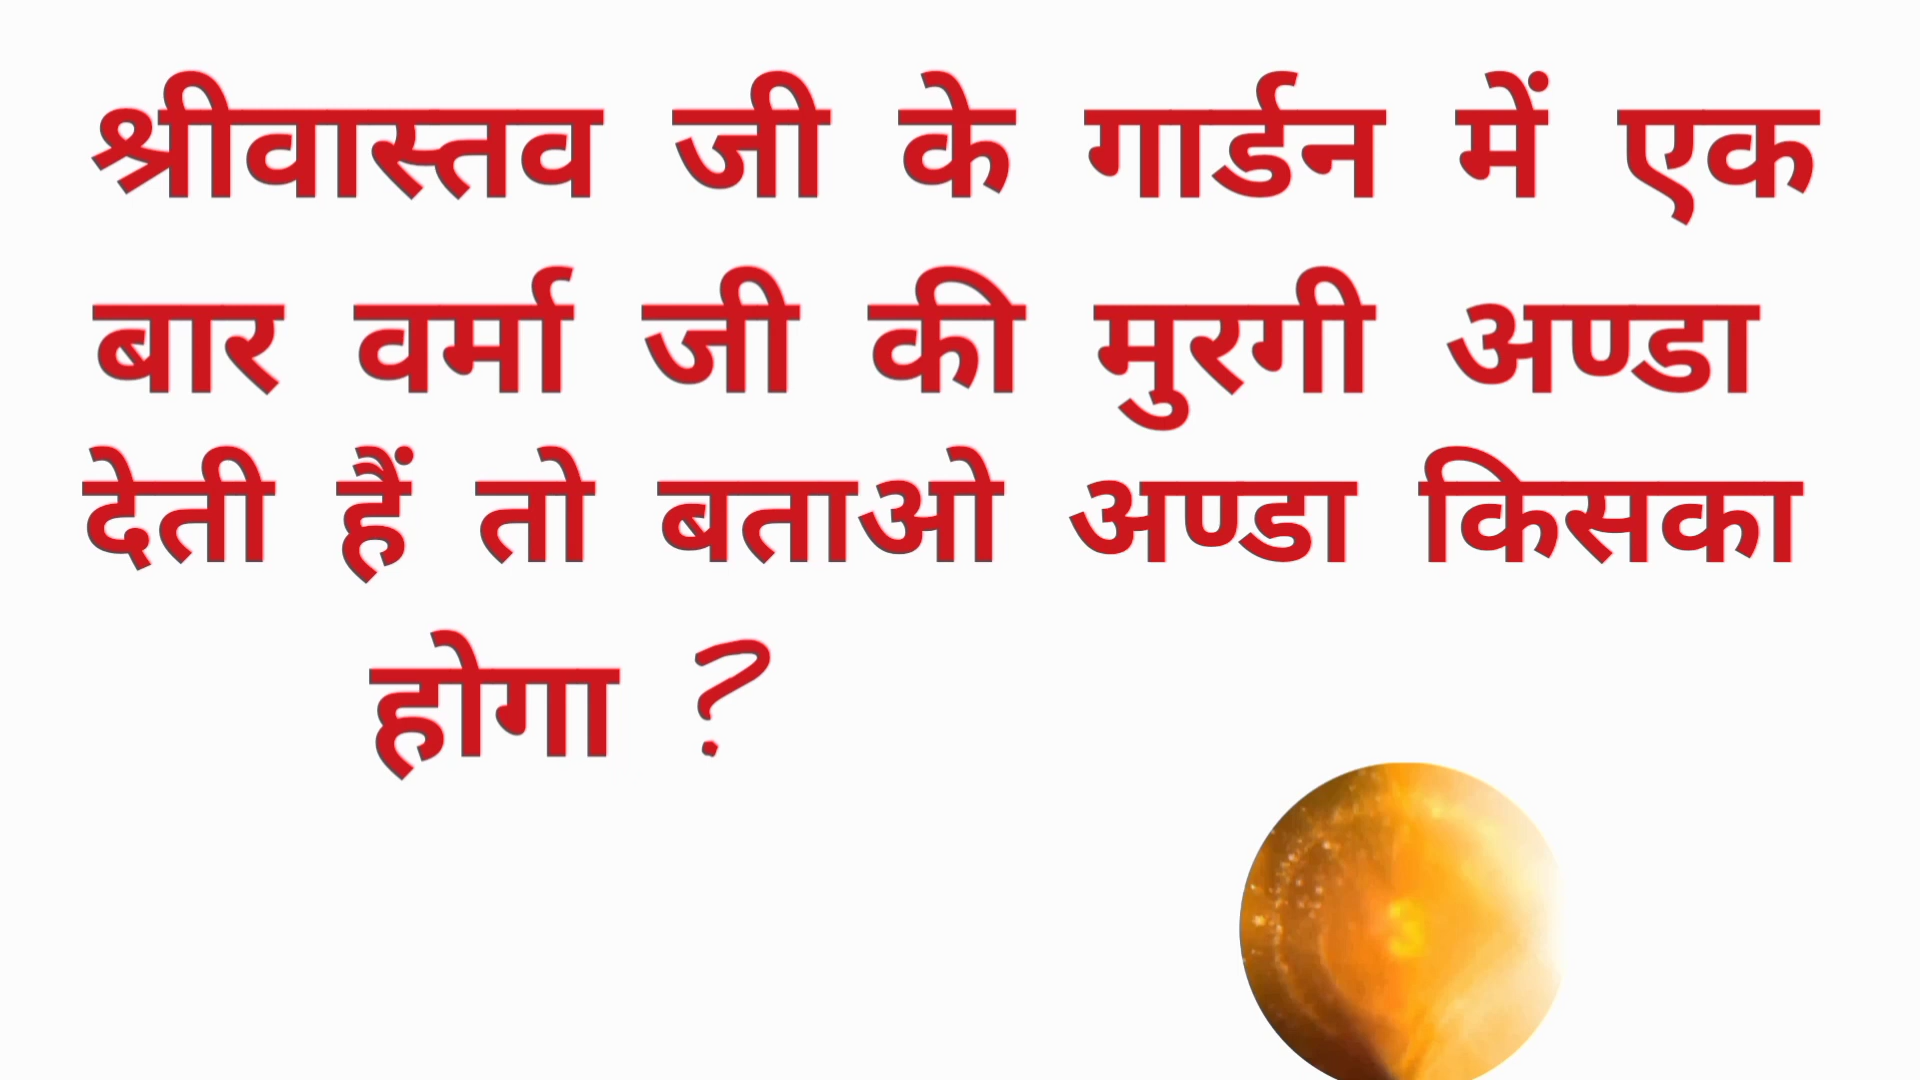 श्रीवास्तव जी के गार्डन में एक
बार वर्मा जी की मुरगी अण्डा
देती हैं तो बताओ अण्डा किसका
होगा ?